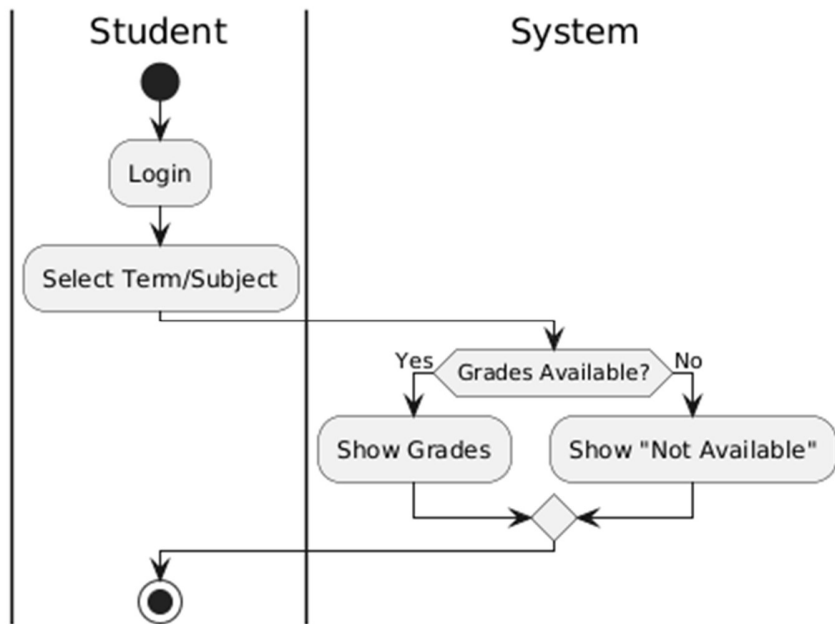 Student
System
Login
Select Term/Subject
Yes
Grades Available?
No
Show Grades
Show "Not Available"